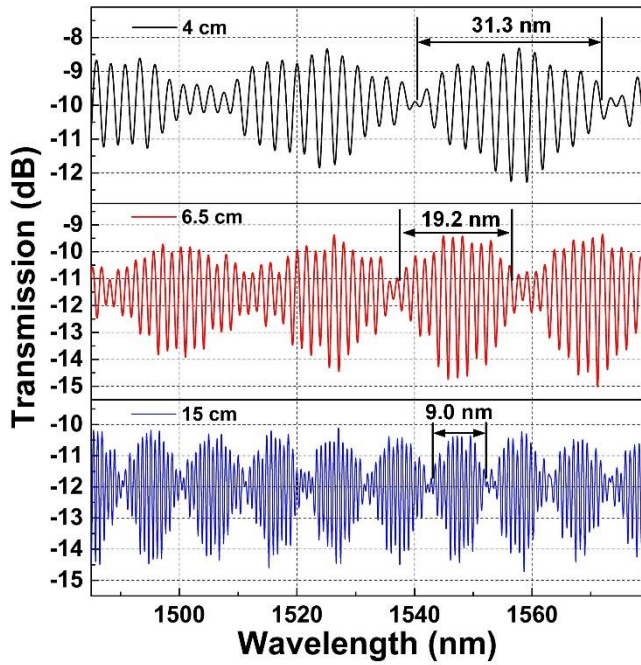 4 cm
31.3 nm
-8
-9
-10
-11
-12
6.5 cm
19.2 nm
-9
-10
-11
-12
-13
-14
-15
15 cm
9.0 nm
-10
-11
-12
-13
-14
-15
Transmission (dB)
1500 1520 1540 1560
Wavelength (nm)